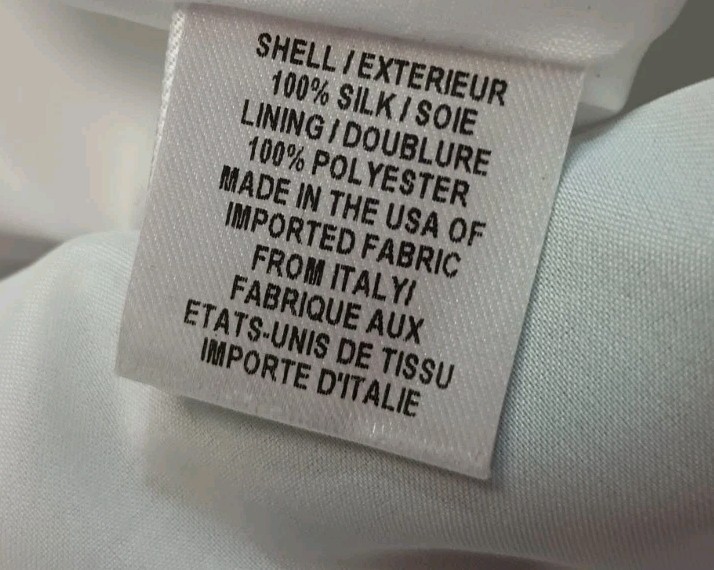 SHELL / EXTERIEUR
100% SILK / SOIE
LINING / DOUBLURE
100% POLYESTER
MADE IN THE USA OF
IMPORTED FABRIC
FROM ITALY/
FABRIQUE AUX
ETATS-UNIS DE TISSU
IMPORTE D'ITALIE